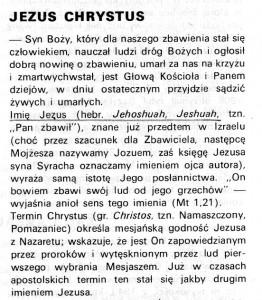 JEZUS CHRYSTUS
— Syn Boży, który dla naszego zbawienia stał się
człowiekiem, nauczał ludzi dróg Bożych i ogłosił
dobrą nowinę o zbawieniu, umarł za nas na krzyżu
i zmartwychwstał, jest Głową Kościoła i Panem
dziejów, w dniu ostatecznym przyjdzie sądzić
żywych i umarłych.
Imię Jezus (hebr. Jehoshuah, Jeshuah, tzn.
„Pan zbawił"), znane już przedtem w Izraelu
(choć przez szacunek dla Zbawiciela, następcę
Mojżesza nazywamy Jozuem, zaś księgę Jezusa
syna Syracha oznaczamy imieniem ojca autora),
wyraża samą istotę Jego posłannictwa. „On
bowiem zbawi swój lud od jego grzechów" —
wyjaśnia anioł sens tego imienia (Mt 1,21).
Termin Chrystus (gr. Christos, tzn. Namaszczony,
Pomazaniec) określa mesjańską godność Jezusa
z Nazaretu; wskazuje, że jest On zapowiedzianym
przez proroków i wytęsknionym przez lud pier-
wszego wybrania Mesjaszem. Już w czasach
apostolskich termin ten stał się jakby drugim
imieniem Jezusa.